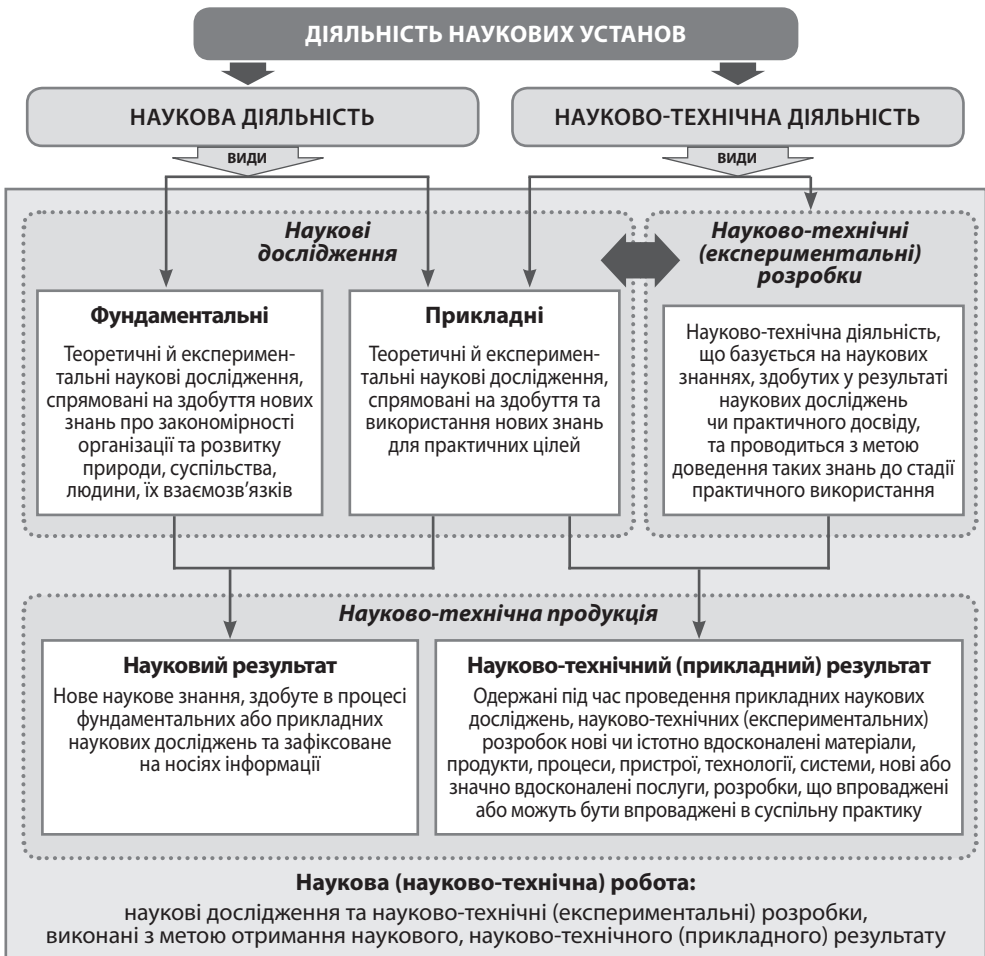 ДІЯЛЬНІСТЬ НАУКОВИХ УСТАНОВ
НАУКОВА ДІЯЛЬНІСТЬ
НАУКОВО-ТЕХНІЧНА ДІЯЛЬНІСТЬ
ВИДИ
ВИДИ
Наукові
дослідження
Науково-технічні
(експериментальні)
розробки
Фундаментальні
Теоретичні й експеримен-
тальні наукові дослідження,
спрямовані на здобуття нових
знань про закономірності
організації та розвитку
природи, суспільства,
людини, їх взаємозв’язків
Прикладні
Теоретичні й експеримен-
тальні наукові дослідження,
спрямовані на здобуття та
використання нових знань
для практичних цілей
Науково-технічна діяльність,
що базується на наукових
знаннях, здобутих у результаті
наукових досліджень
чи практичного досвіду,
та проводиться з метою
доведення таких знань до стадії
практичного використання
Науково-технічна продукція
Науковий результат
Нове наукове знання, здобуте в процесі
фундаментальних або прикладних
наукових досліджень та зафіксоване
на носіях інформації
Науково-технічний (прикладний) результат
Одержані під час проведення прикладних наукових
досліджень, науково-технічних (експериментальних)
розробок нові чи істотно вдосконалені матеріали,
продукти, процеси, пристрої, технології, системи, нові або
значно вдосконалені послуги, розробки, що впроваджені
або можуть бути впроваджені в суспільну практику
Наукова (науково-технічна) робота:
наукові дослідження та науково-технічні (експериментальні) розробки,
виконані з метою отримання наукового, науково-технічного (прикладного) результату